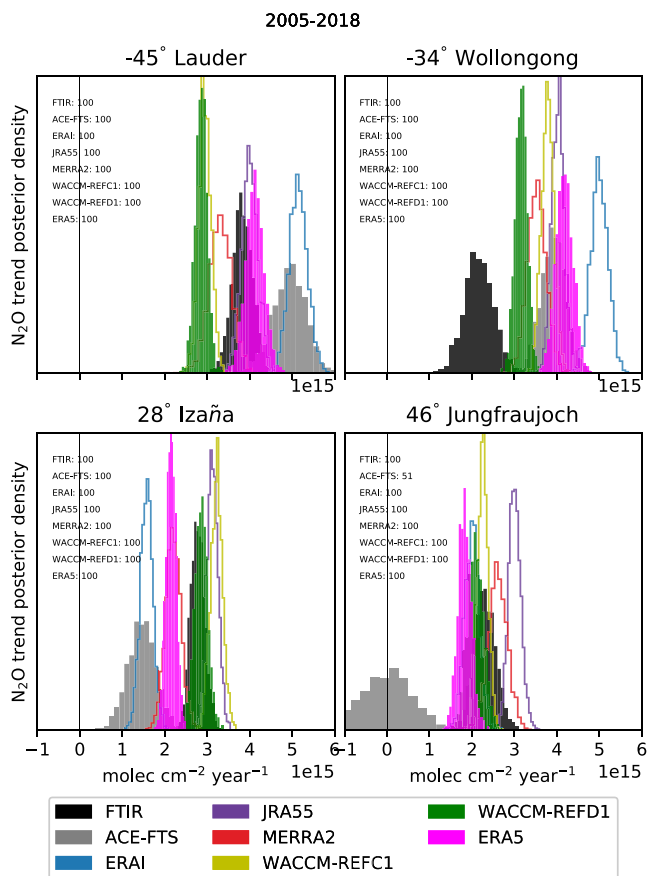 2005-2018
-45° Lauder
-34° Wollongong
N₂O trend posterior density
FTIR: 100
ACE-FTS: 100
ERAI: 100
JRA55: 100
MERRA2: 100
WACCM-REFC1: 100
WACCM-REFD1: 100
ERA5: 100
1e15
FTIR: 100
ACE-FTS: 100
ERAI: 100
JRA55: 100
MERRA2: 100
WACCM-REFC1: 100
WACCM-REFD1: 100
ERA5: 100
1e15
28° Izaña
46° Jungfraujoch
N₂O trend posterior density
FTIR: 100
ACE-FTS: 100
ERAI: 100
JRA55: 100
MERRA2: 100
WACCM-REFC1: 100
WACCM-REFD1: 100
ERA5: 100
−1 0 1 2 3 4 5 6
molec cm⁻² year⁻¹
1e15
FTIR: 100
ACE-FTS: 51
ERAI: 100
JRA55: 100
MERRA2: 100
WACCM-REFC1: 100
WACCM-REFD1: 100
ERA5: 100
−1 0 1 2 3 4 5 6
molec cm⁻² year⁻¹
1e15
FTIR JRA55 WACCM-REFD1
ACE-FTS MERRA2 ERA5
ERAI WACCM-REFC1